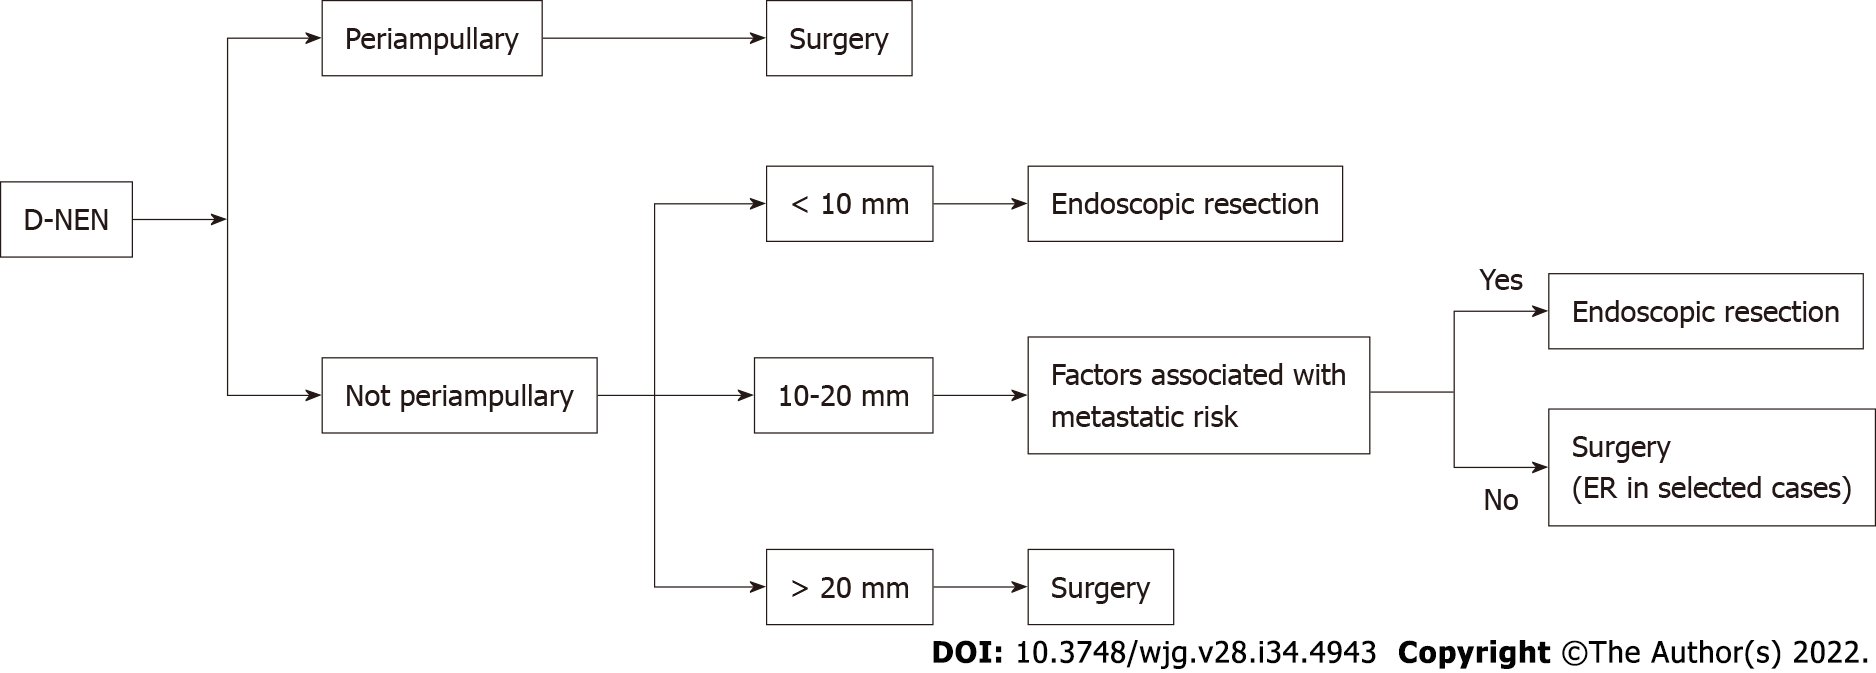 Periampullary
Surgery
D-NEN
< 10 mm
Endoscopic resection
Yes
Endoscopic resection
Not periampullary
10-20 mm
Factors associated with
metastatic risk
Surgery
(ER in selected cases)
No
> 20 mm
Surgery
DOI: 10.3748/wjg.v28.i34.4943 Copyright ©The Author(s) 2022.